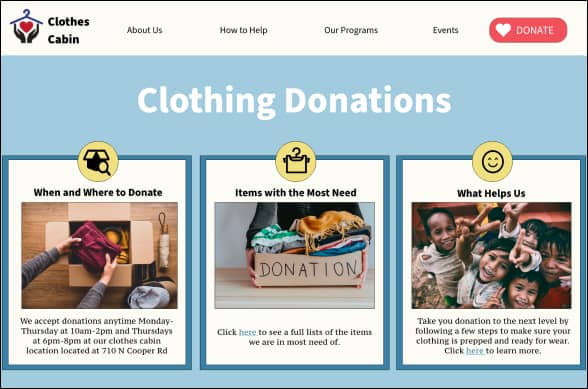 Clothes
Cabin
About Us
How to Help
Our Programs
Events
DONATE
Clothing Donations
When and Where to Donate
We accept donations anytime Monday-
Thursday at 10am-2pm and Thursdays
at 6pm-8pm at our clothes cabin
location located at 710 N Cooper Rd
Items with the Most Need
DONATION
Click here to see a full lists of the items
we are in most need of.
What Helps Us
Take you donation to the next level by
following a few steps to make sure your
clothing is prepped and ready for wear.
Click here to learn more.